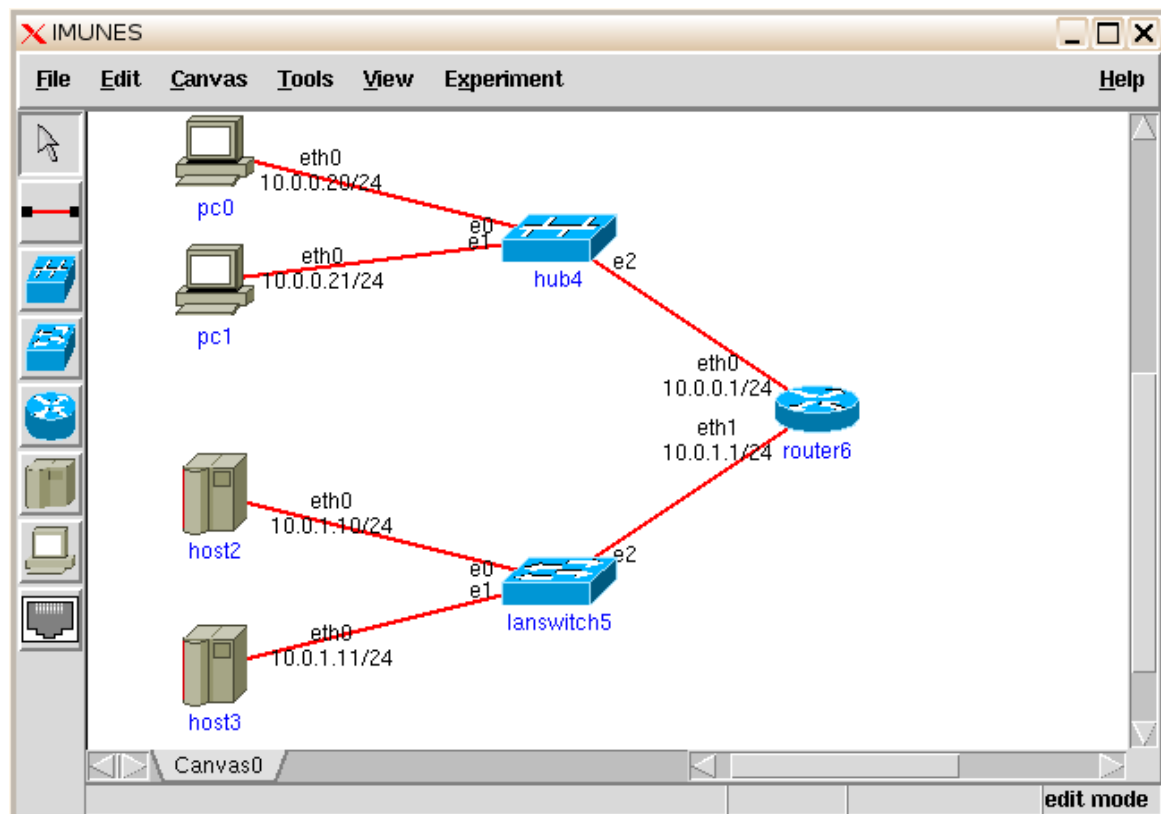 IMUNES
File Edit Canvas Tools View Experiment Help
eth0
10.0.0.20/24
pc0
e0
e1
eth0
10.0.0.21/24
pc1
hub4
e2
eth0
10.0.0.1/24
eth1
10.0.1.1/24
router6
eth0
10.0.1.10/24
host2
e0
e1
e2
lanswitch5
eth0
10.0.1.11/24
host3
Canvas0
edit mode